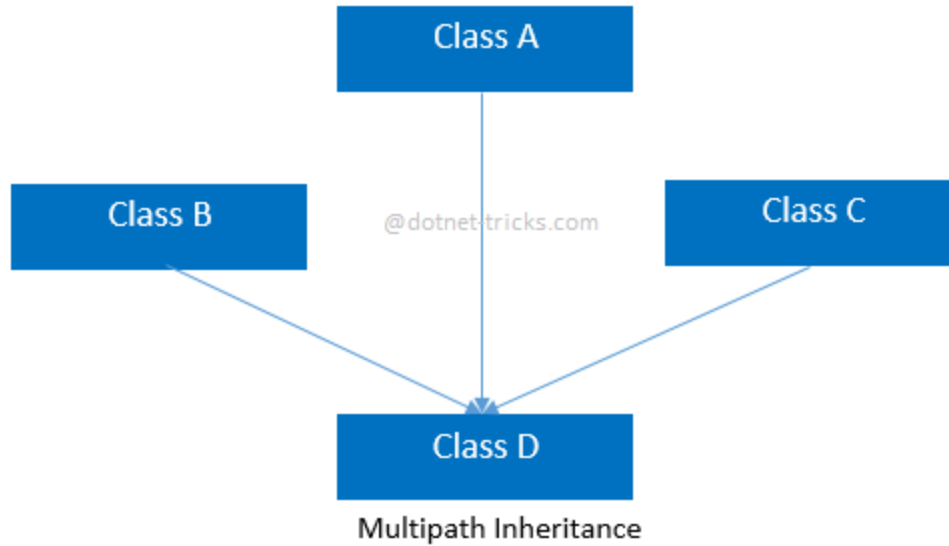 Class A
Class B
@dotnet-tricks.com
Class C
Class D
Multipath Inheritance